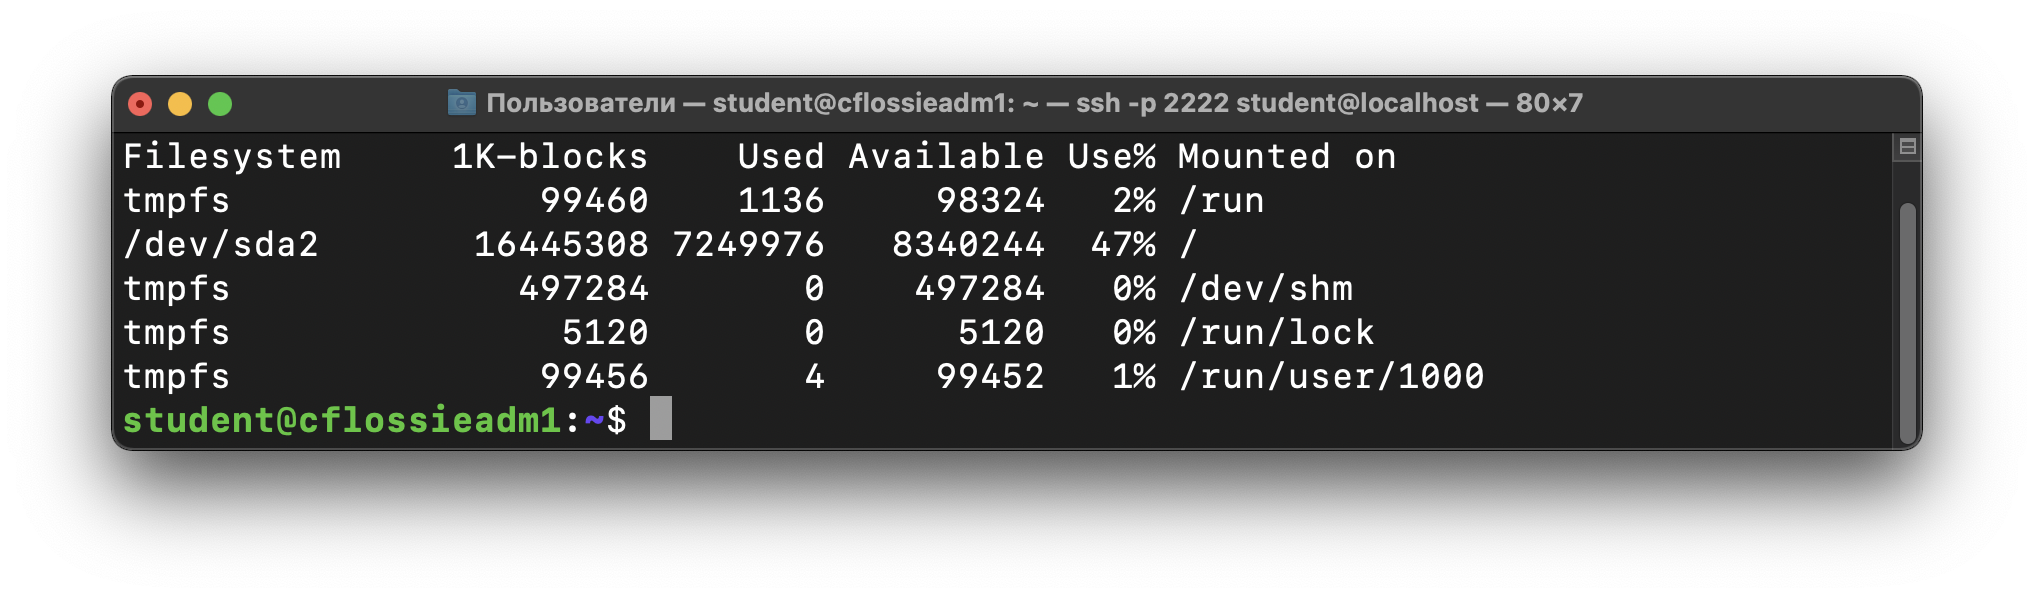 Пользователи — student@cflossieadm1: ~ — ssh -p 2222 student@localhost — 80×7
Filesystem     1K-blocks    Used Available Use% Mounted on
tmpfs              99460    1136     98324   2% /run
/dev/sda2       16445308 7249976   8340244  47% /
tmpfs             497284       0    497284   0% /dev/shm
tmpfs               5120       0      5120   0% /run/lock
tmpfs              99456       4     99452   1% /run/user/1000
student@cflossieadm1:~$